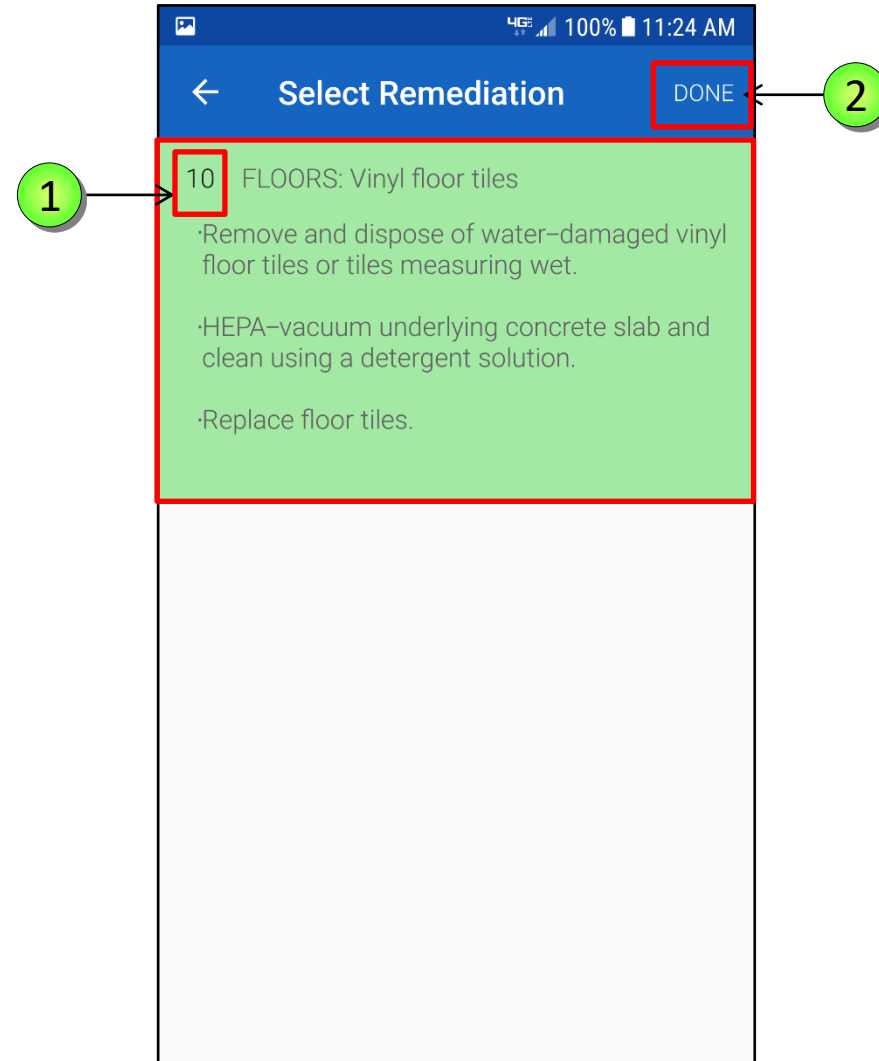 4G 100% 11:24 AM
Select Remediation DONE
2
1
10 FLOORS: Vinyl floor tiles
·Remove and dispose of water–damaged vinyl
floor tiles or tiles measuring wet.
·HEPA–vacuum underlying concrete slab and
clean using a detergent solution.
·Replace floor tiles.